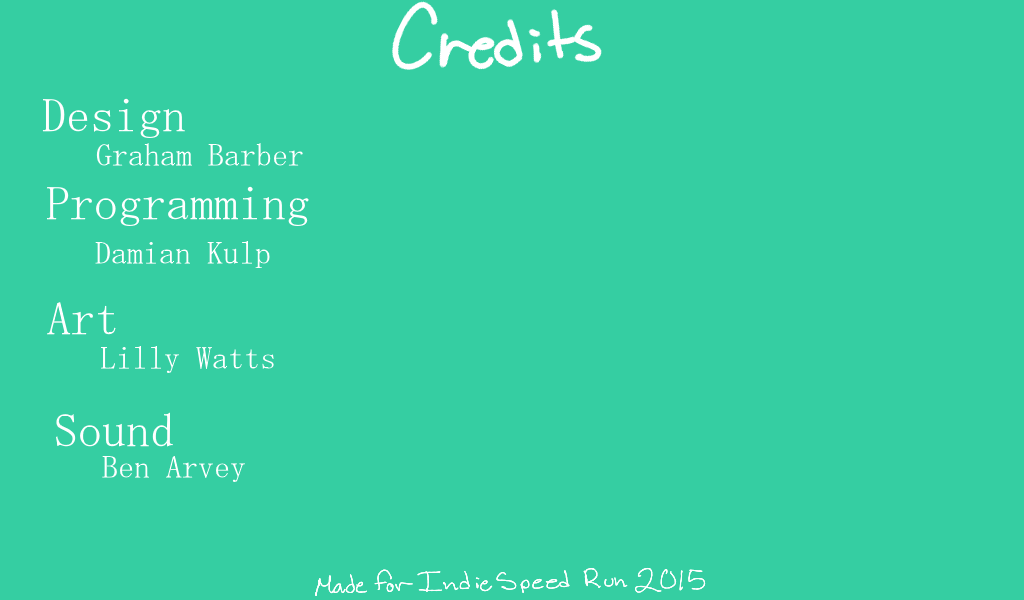 Credits
Design
Graham Barber
Programming
Damian Kulp
Art
Lilly Watts
Sound
Ben Arvey
Made for Indie Speed Run 2015